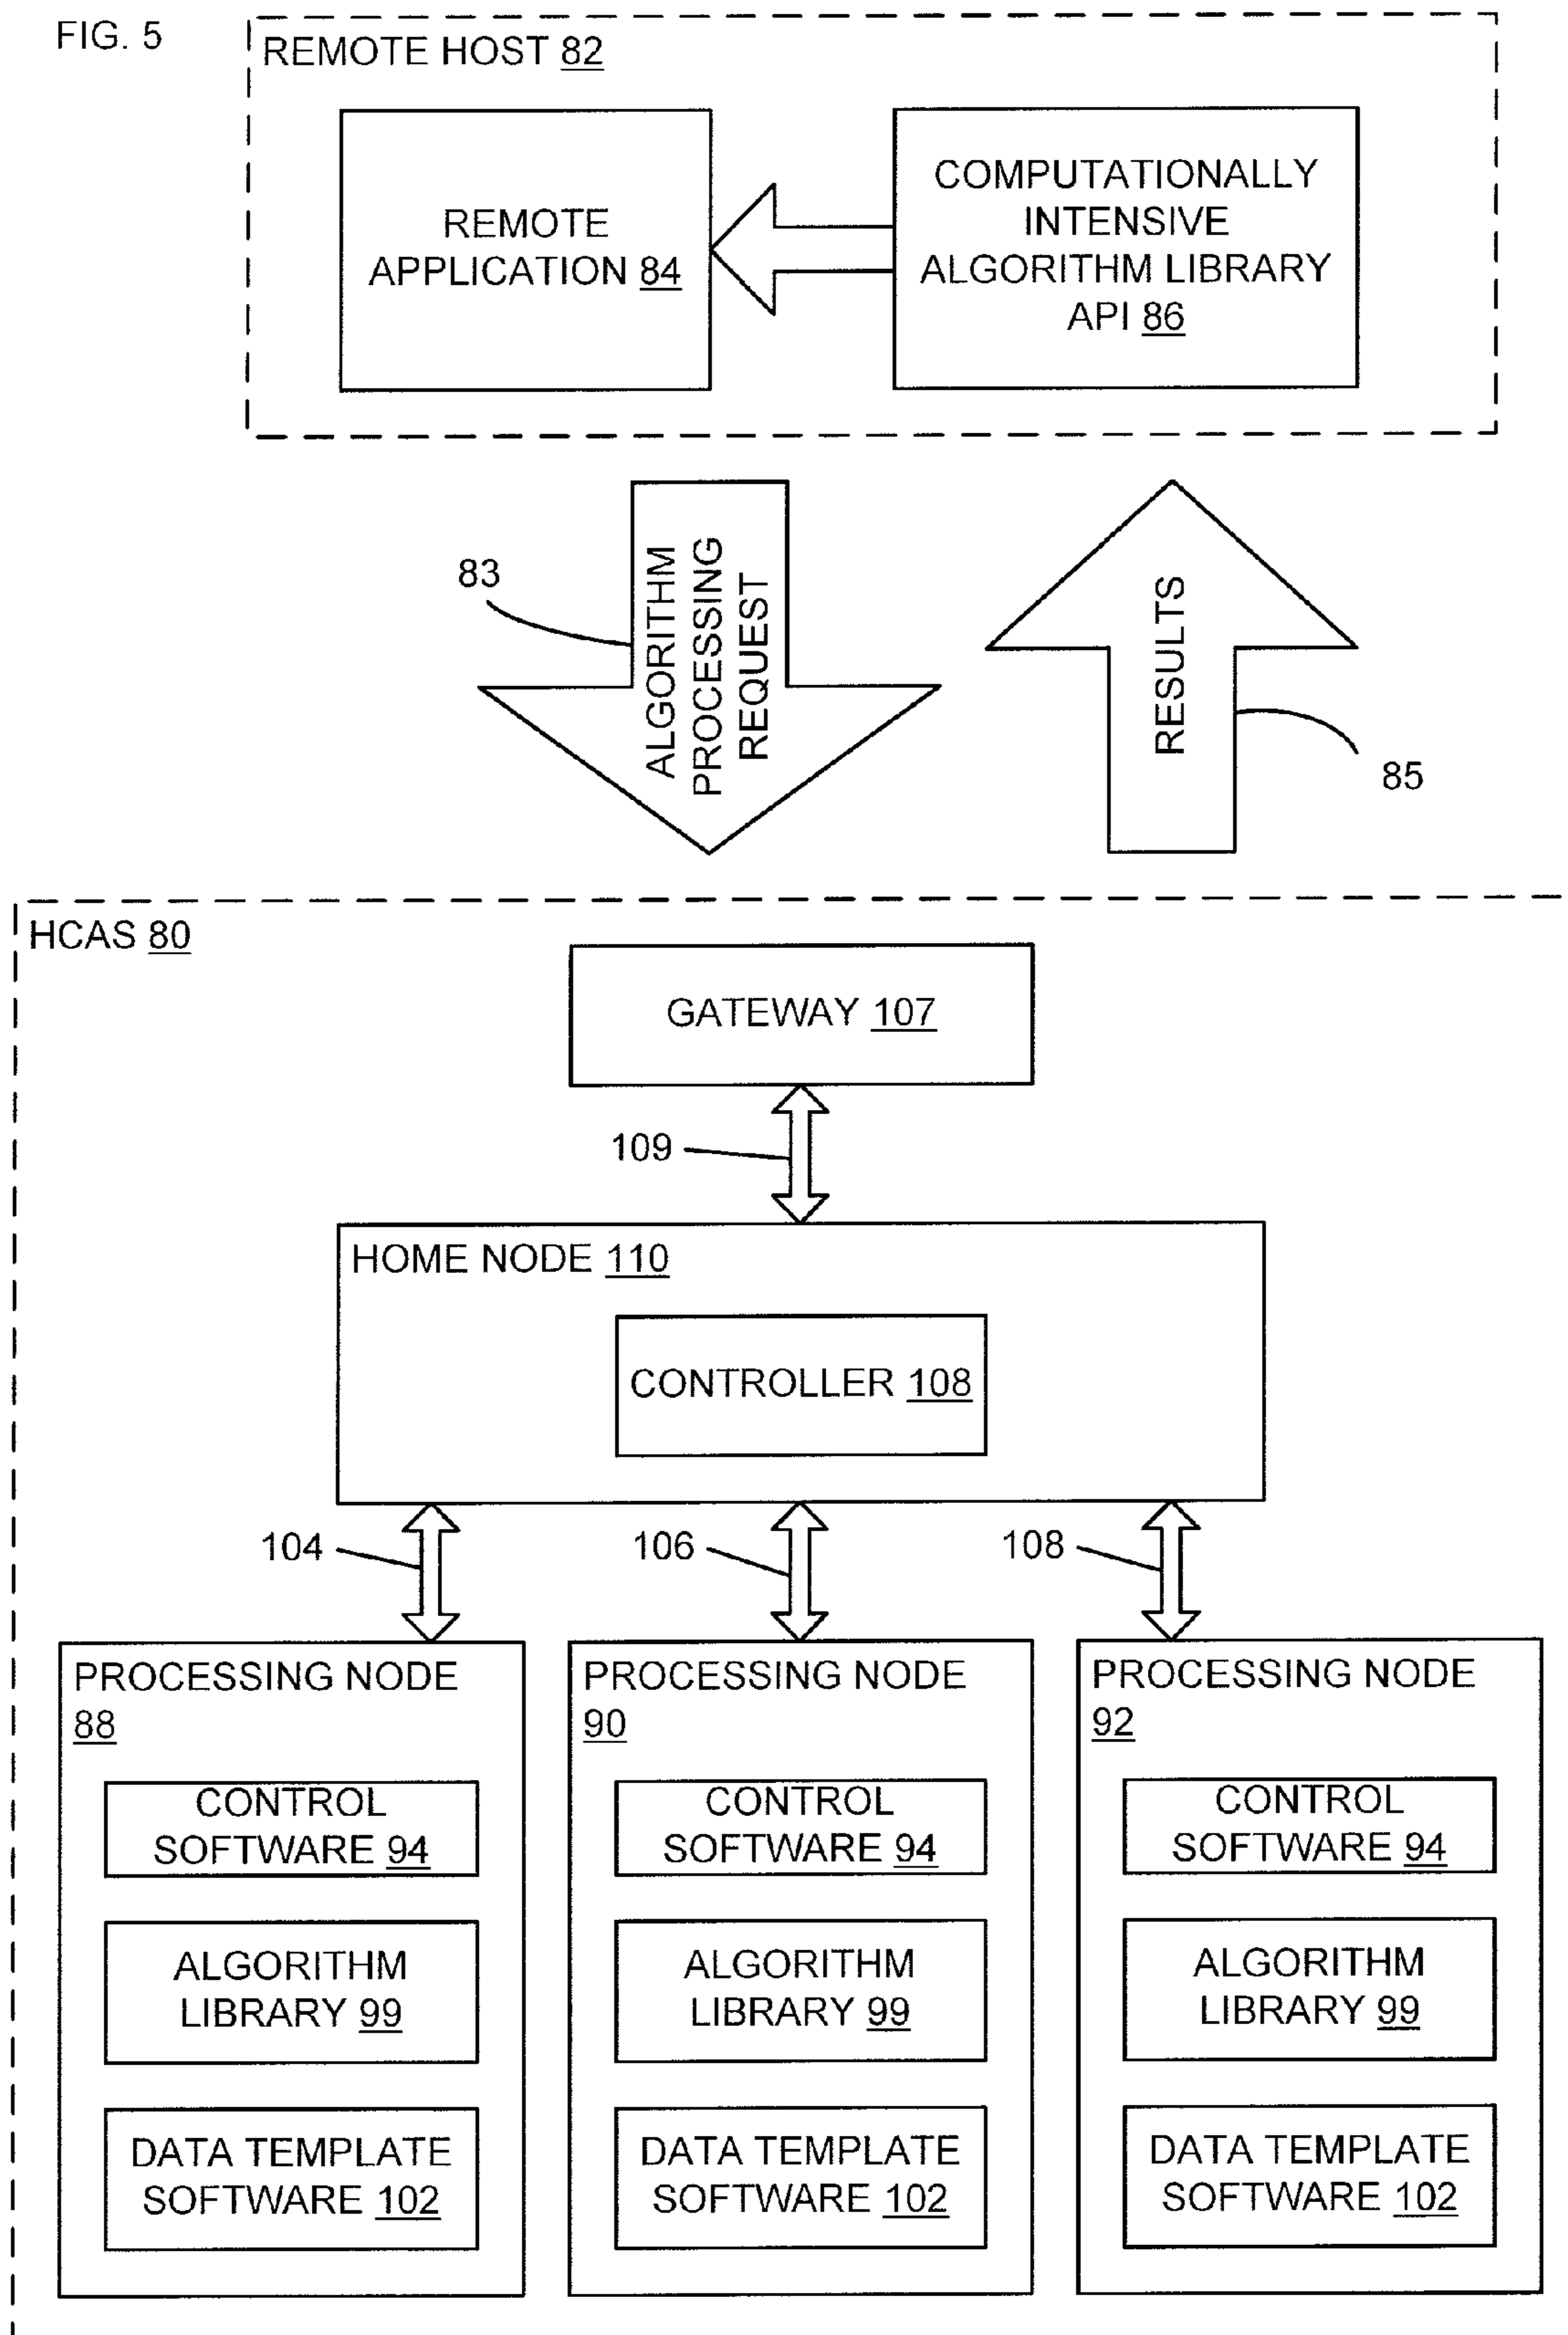 FIG. 5
REMOTE HOST 82
REMOTE
APPLICATION 84
COMPUTATIONALLY
INTENSIVE
ALGORITHM LIBRARY
API 86
83
ALGORITHM
PROCESSING
REQUEST
RESULTS
85
HCAS 80
GATEWAY 107
109
HOME NODE 110
CONTROLLER 108
104
106
108
PROCESSING NODE
88
CONTROL
SOFTWARE 94
ALGORITHM
LIBRARY 99
DATA TEMPLATE
SOFTWARE 102
PROCESSING NODE
90
CONTROL
SOFTWARE 94
ALGORITHM
LIBRARY 99
DATA TEMPLATE
SOFTWARE 102
PROCESSING NODE
92
CONTROL
SOFTWARE 94
ALGORITHM
LIBRARY 99
DATA TEMPLATE
SOFTWARE 102